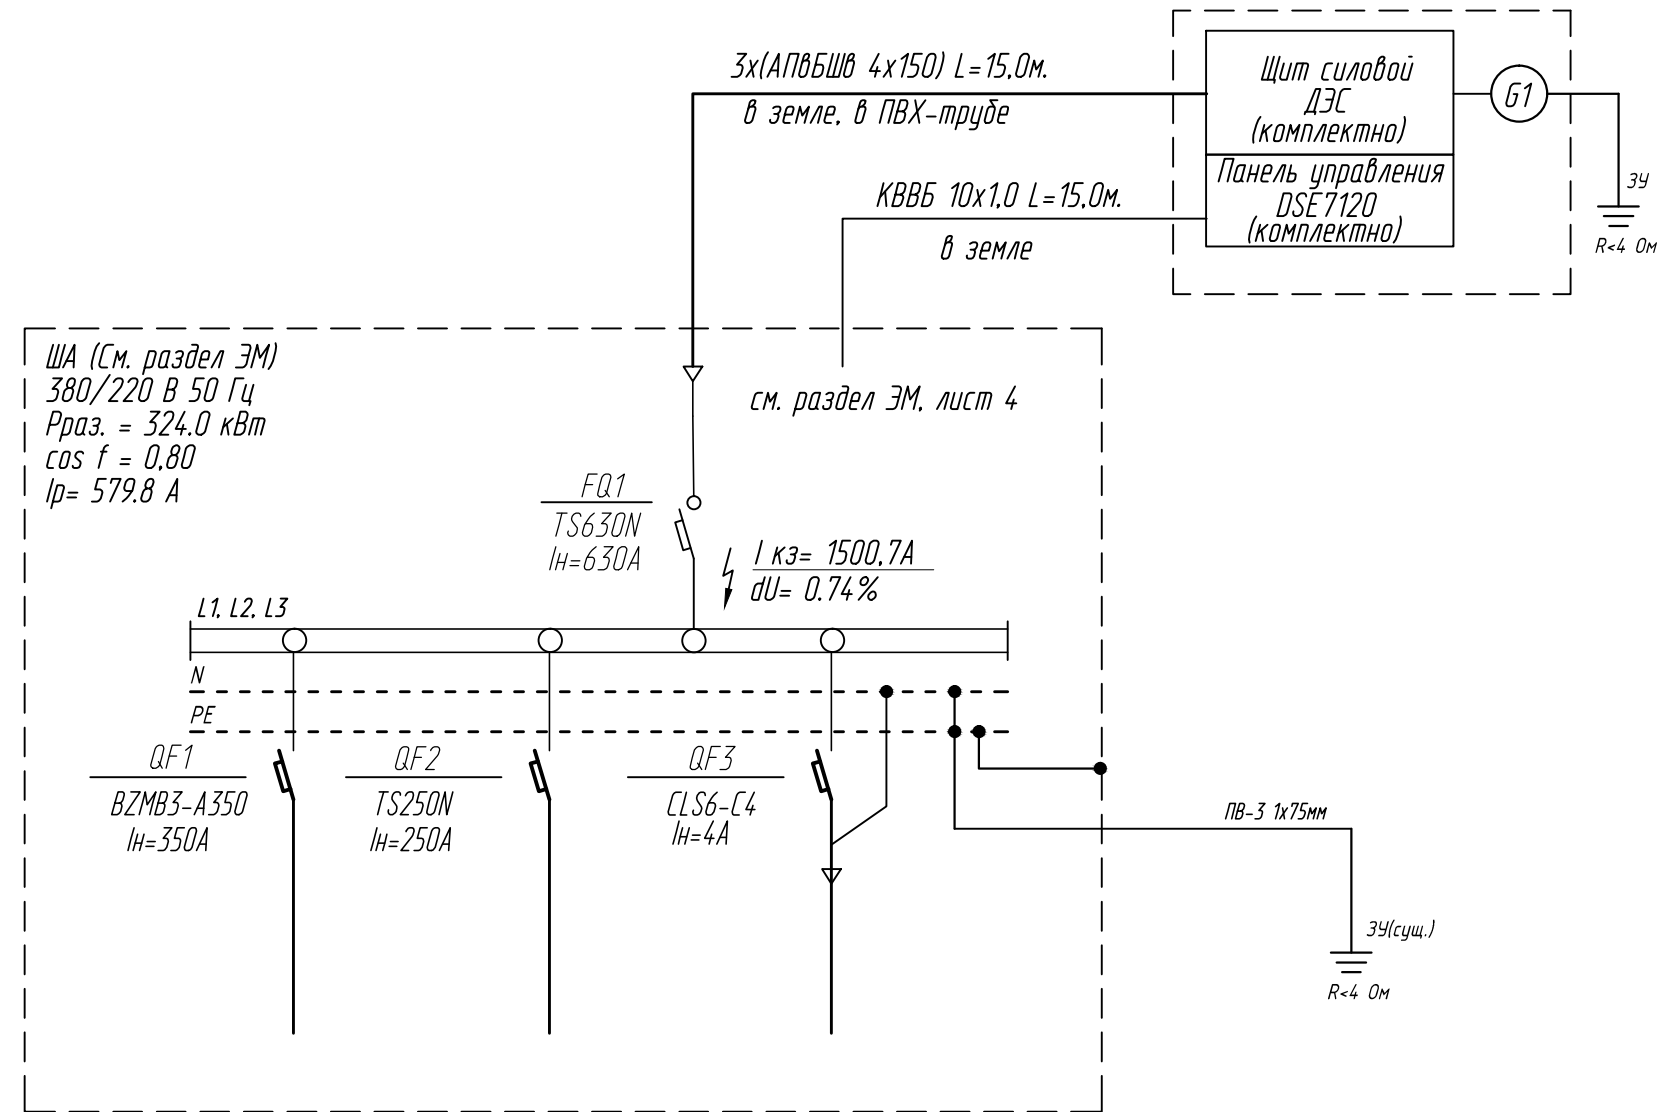 3х(АПвБШв 4х150) L=15,0м.
в земле, в ПВХ-трубе
Щит силовой
ДЭС
(комплектно)
G1
Панель управления
DSE7120
(комплектно)
ЗУ
R<4 Ом
КВВБ 10х1,0 L=15,0м.
в земле
ША (См. раздел ЭМ)
380/220 В 50 Гц
Рраз. = 324.0 кВт
cos f = 0,80
Iр= 579.8 А
см. раздел ЭМ, лист 4
FQ1
TS630N
Iн=630А
I кз= 1500,7А
dU= 0.74%
L1, L2, L3
N
PE
QF1
BZMB3-A350
Iн=350А
QF2
TS250N
Iн=250А
QF3
CLS6-C4
Iн=4А
ПВ-3 1х75мм
ЗУ(сущ.)
R<4 Ом